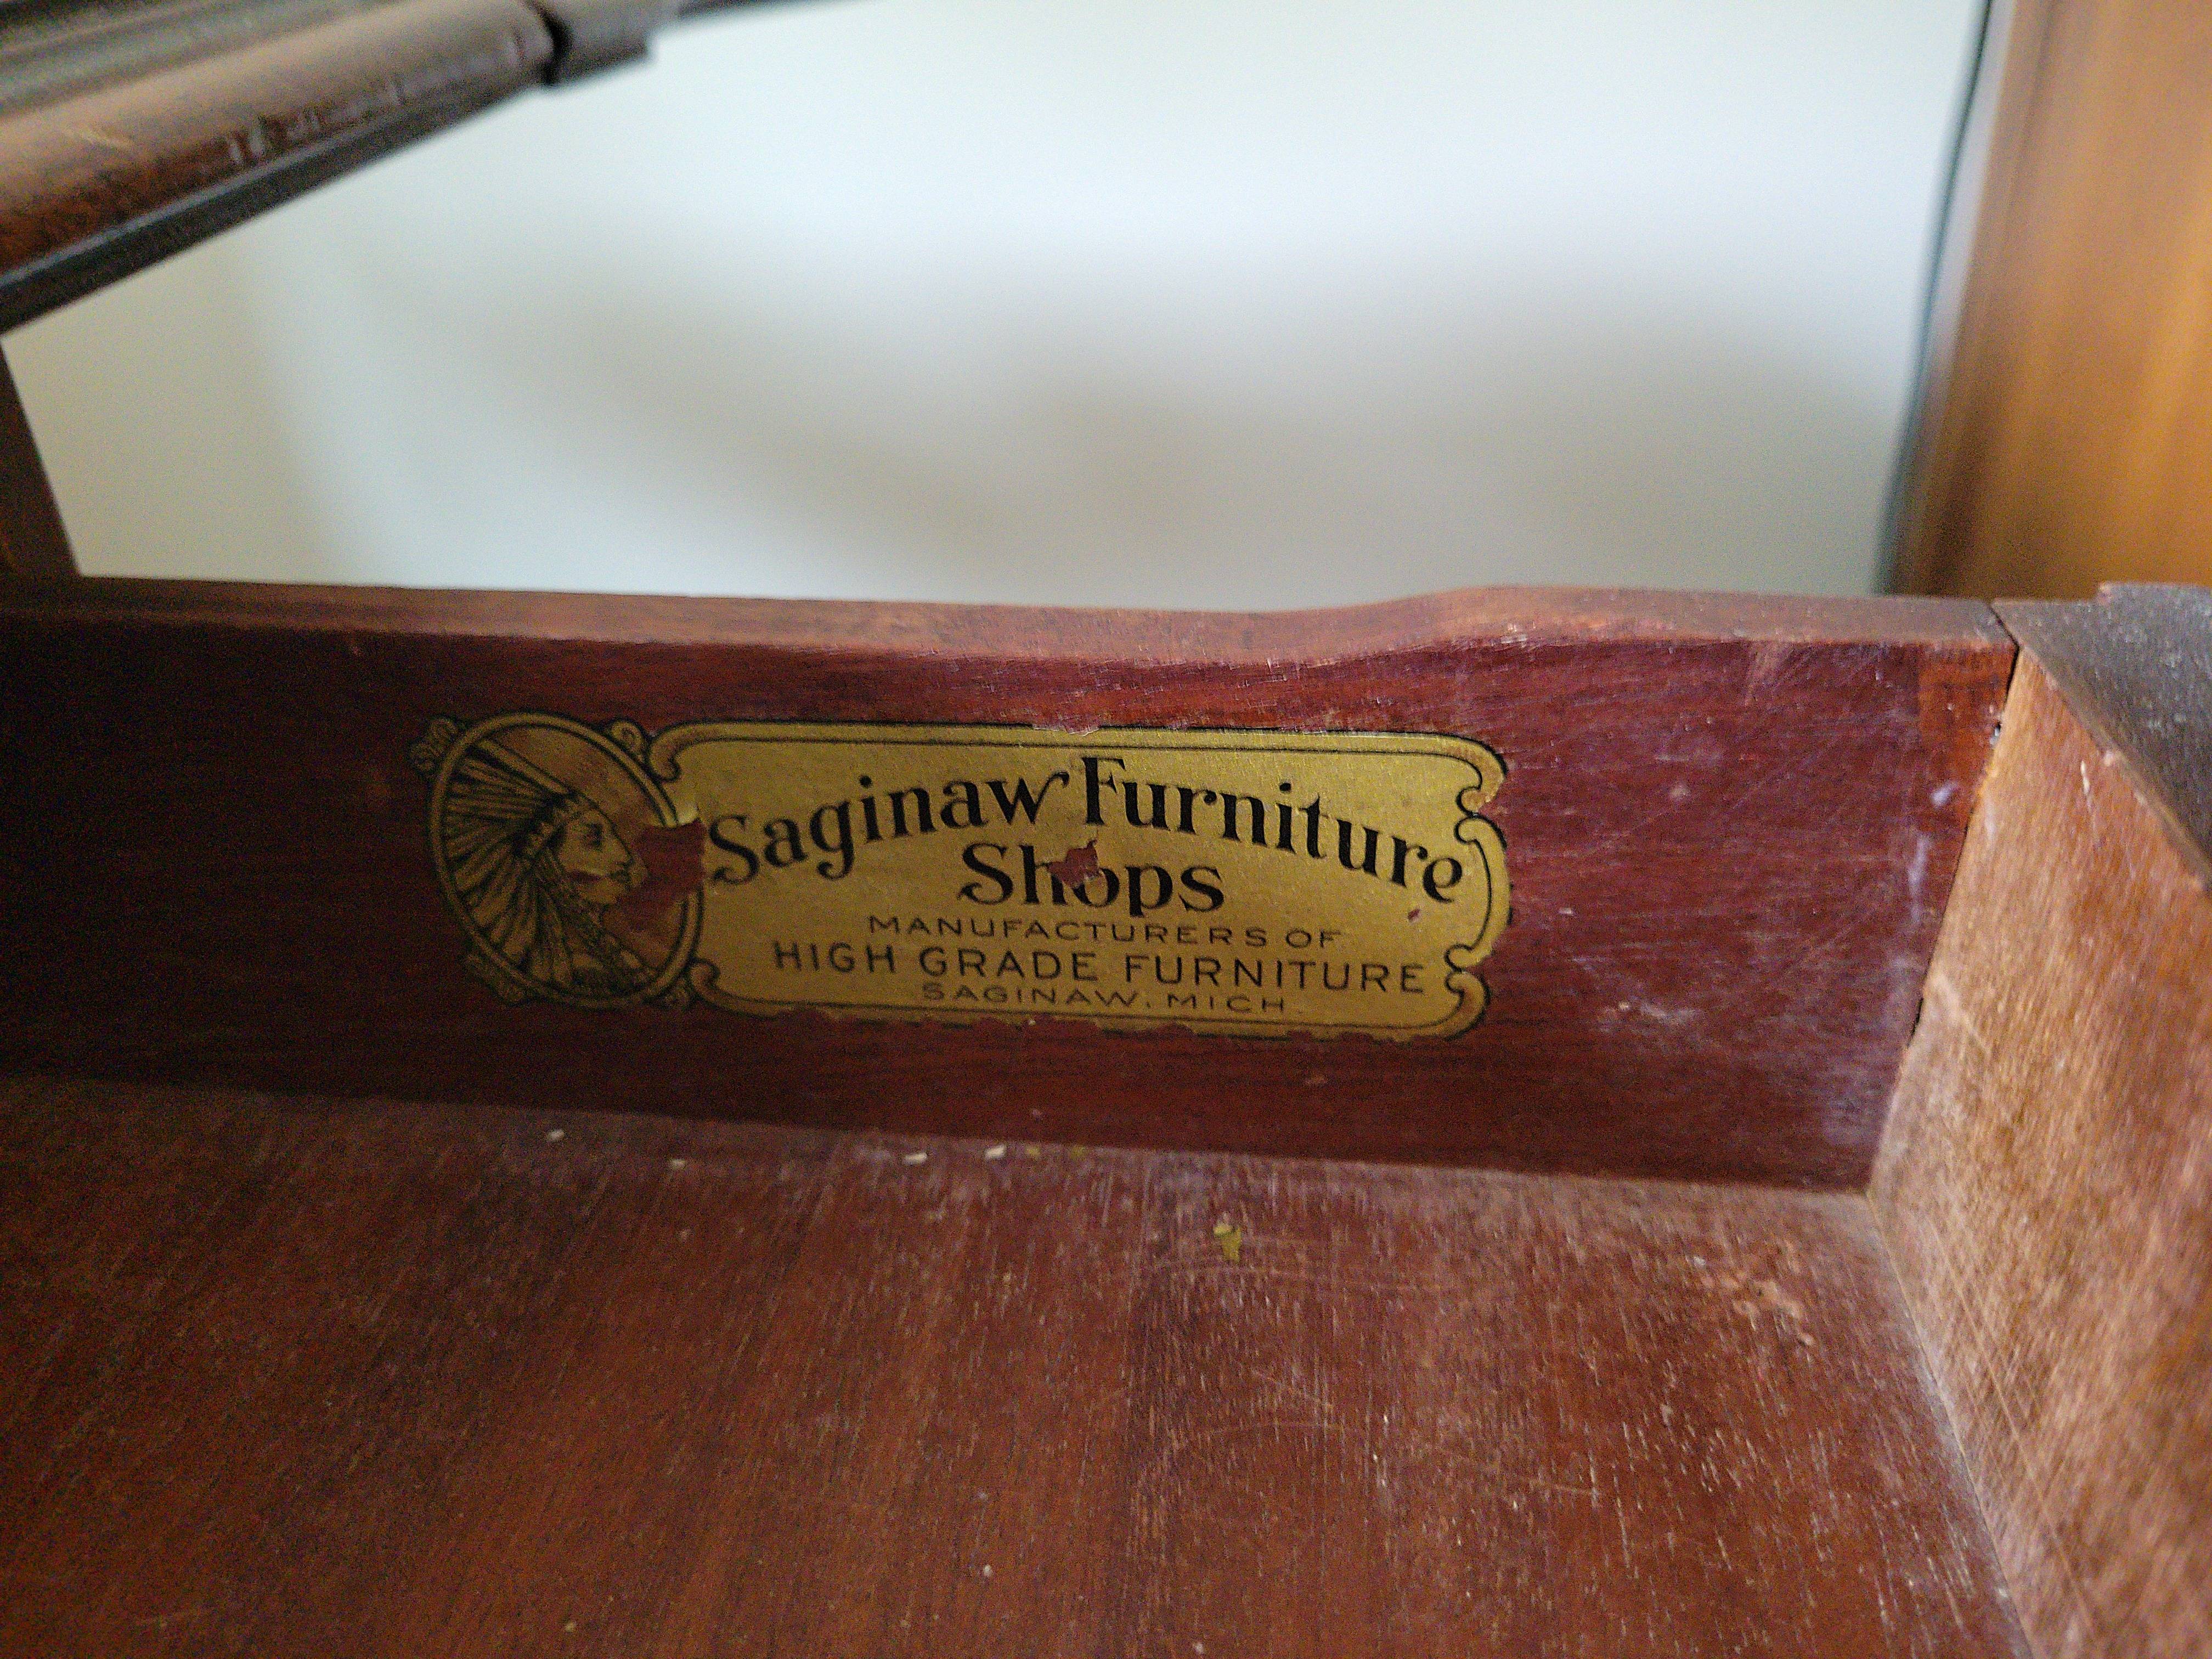 Saginaw Furniture
Shops
MANUFACTURERS OF
HIGH GRADE FURNITURE
SAGINAW, MICH.